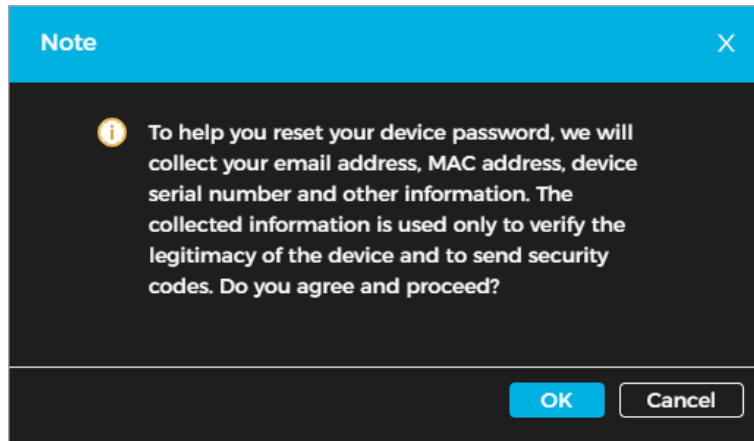 Note
X
To help you reset your device password, we will
collect your email address, MAC address, device
serial number and other information. The
collected information is used only to verify the
legitimacy of the device and to send security
codes. Do you agree and proceed?
OK
Cancel